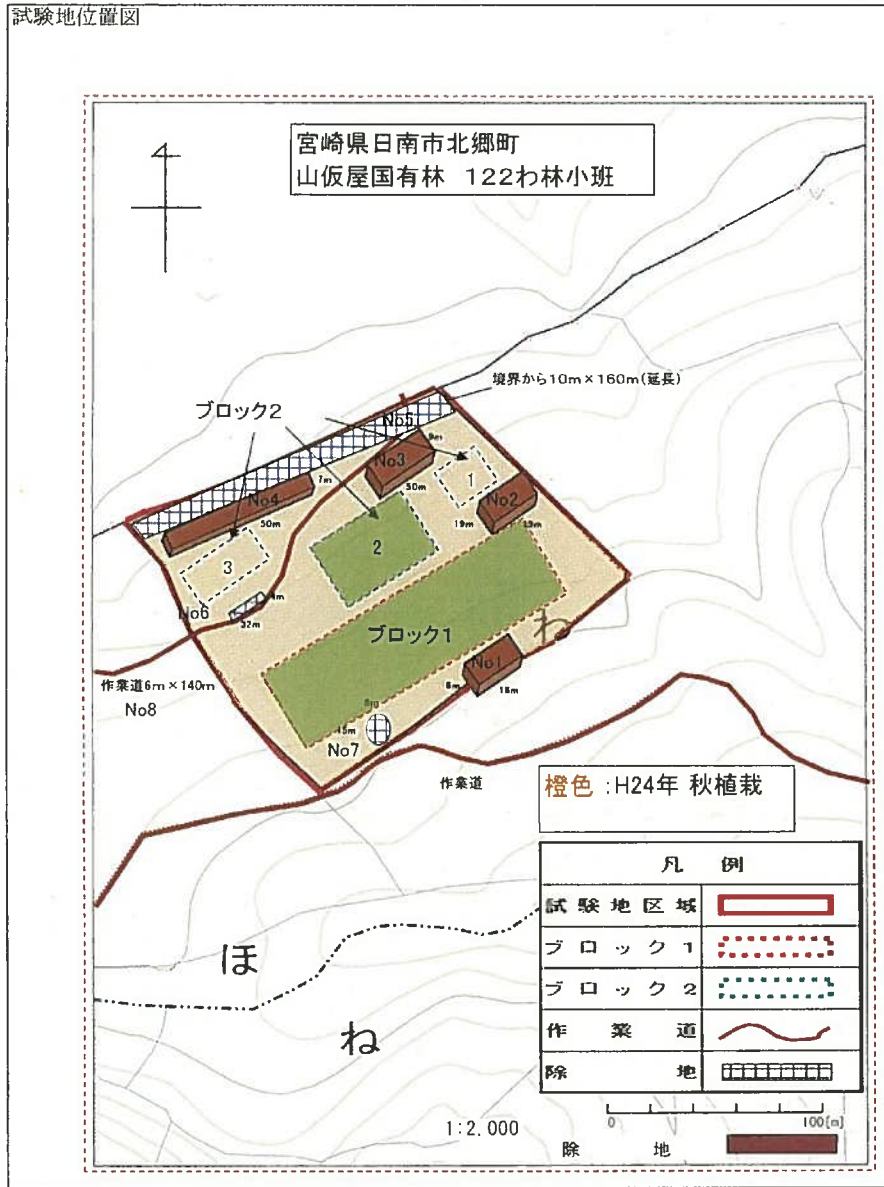 試験地位置図
宮崎県日南市北郷町
山仮屋国有林 122わ林小班
境界から10m×160m(延長)
ブロック2
No5
No3
50m
1
No4
7m
50m
No2
19m
2
3
No6
32m
わ
ブロック1
No1
作業道6m×140m
No8
No7
作業道
橙色:H24年 秋植栽
凡 例
試験地区域
ブロック1
ブロック2
作業道
除地
ほ
ね
1:2,000
0 100[m]
除 地